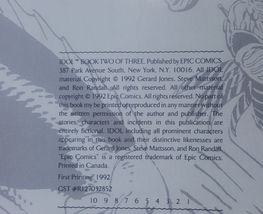 IDOL™ BOOK TWO OF THREE. Published by EPIC COMICS,
387 Park Avenue South, New York, N.Y. 10016. All IDOL
material Copyright © 1992 Gerard Jones, Steve Mattsson,
and Ron Randall. All rights reserved. All other material
copyright © 1992 Epic Comics. All rights reserved. No part of
this book my be printed or reproduced in any manner without
the written permission of the author and publisher. The
stories, characters and incidents in this publications are
entirely fictional. IDOL including all prominent characters
appearing in this book and their distinctive likenesses are
trademarks of Gerard Jones, Steve Mattsson, and Ron Randall.
"Epic Comics" is a registered trademark of Epic Comics.
Printed in Canada.
First Printing 1992
GST #R127032852
10 9 8 7 6 5 4 3 2 1